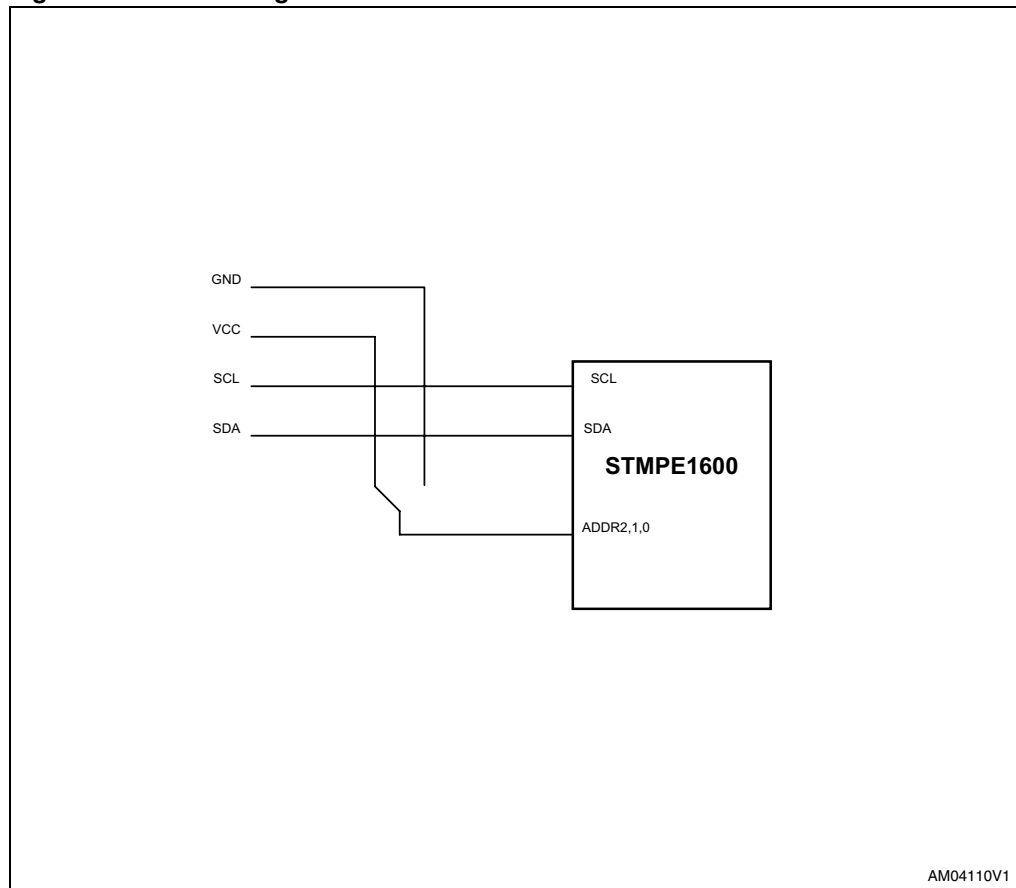 GND
VCC
SCL
SDA
SCL
SDA
STMPE1600
ADDR2,1,0
AM04110V1